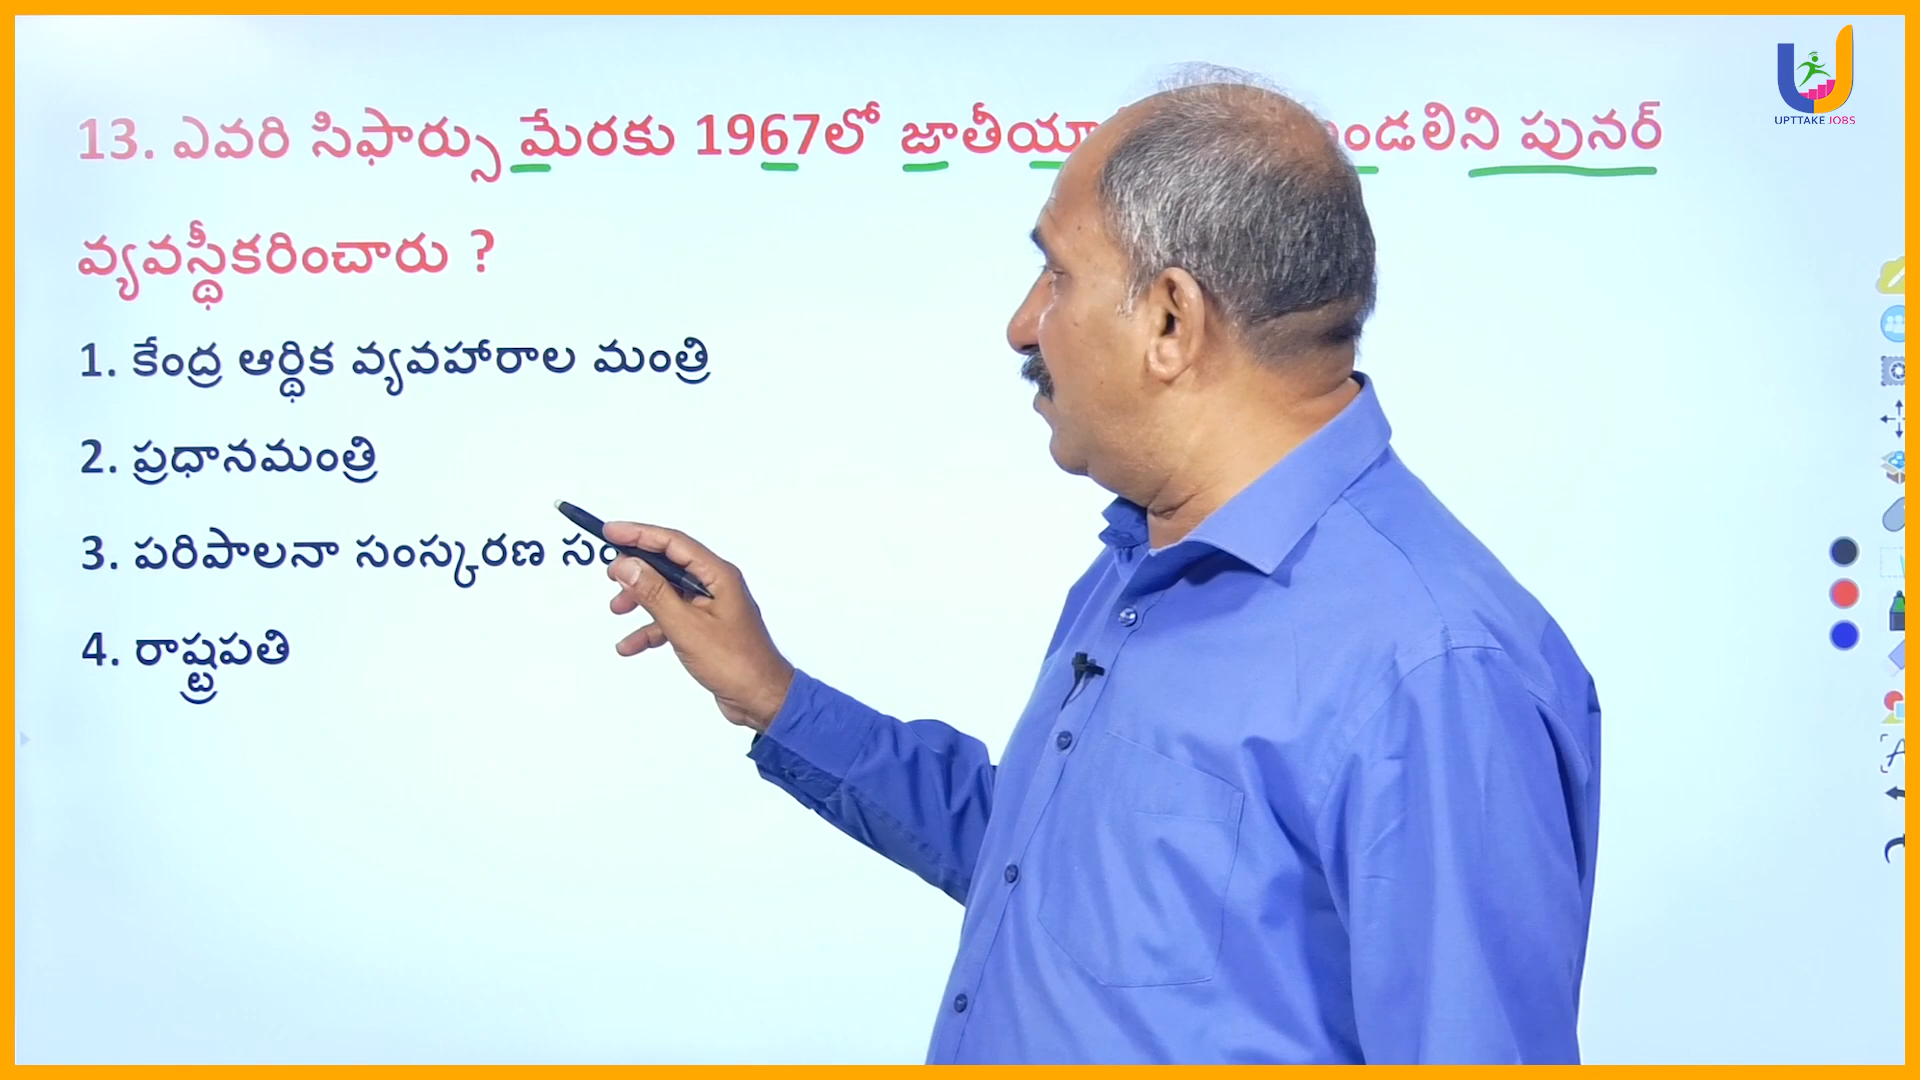 UPTTAKE JOBS
13. ఎవరి సిఫార్సు మేరకు 1967లో పునర్
వ్యవస్థీకరించారు ?
1. కేంద్ర ఆర్థిక వ్యవహారాల మంత్రి
2. ప్రధానమంత్రి
3. పరిపాలనా సంస్కరణ
4. రాష్ట్రపతి